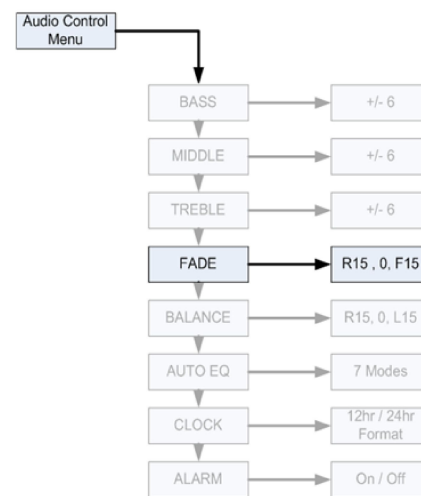 Audio Control
Menu
BASS
+/- 6
MIDDLE
+/- 6
TREBLE
+/- 6
FADE
R15 , 0, F15
BALANCE
R15, 0, L15
AUTO EQ
7 Modes
CLOCK
12hr / 24hr
Format
ALARM
On / Off